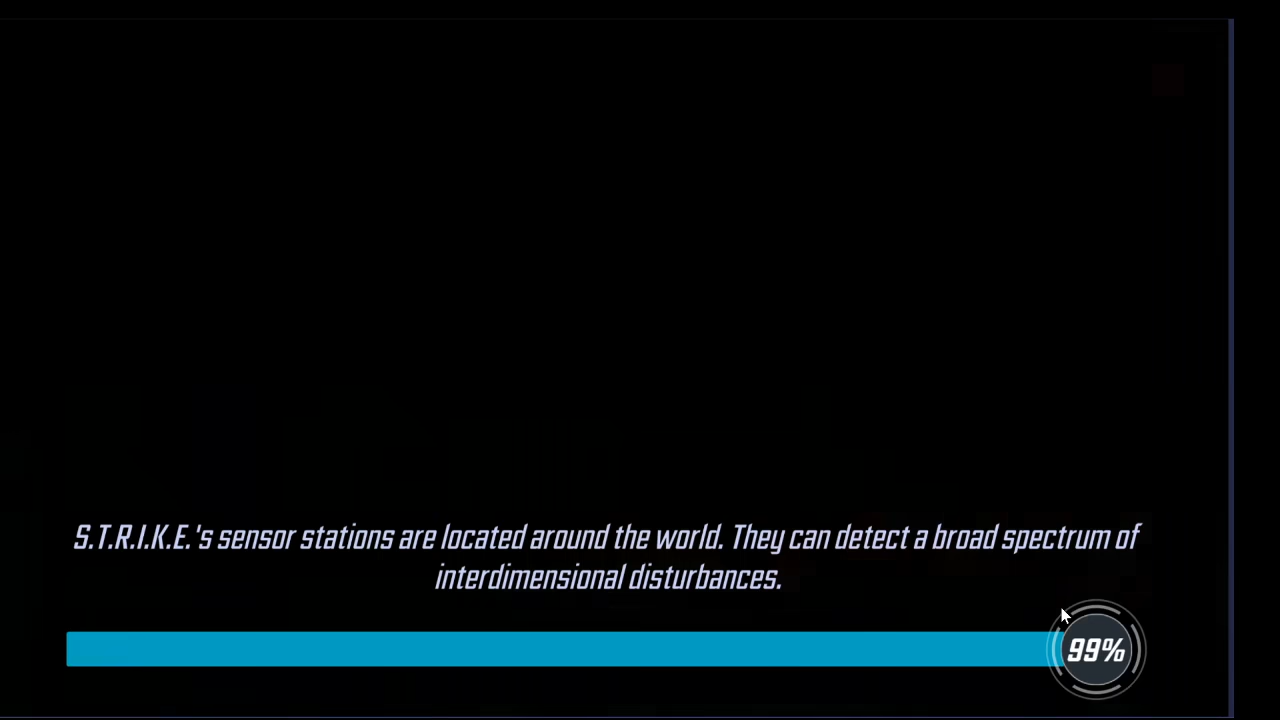 S.T.R.I.K.E.'s sensor stations are located around the world. They can detect a broad spectrum of
interdimensional disturbances.
99%